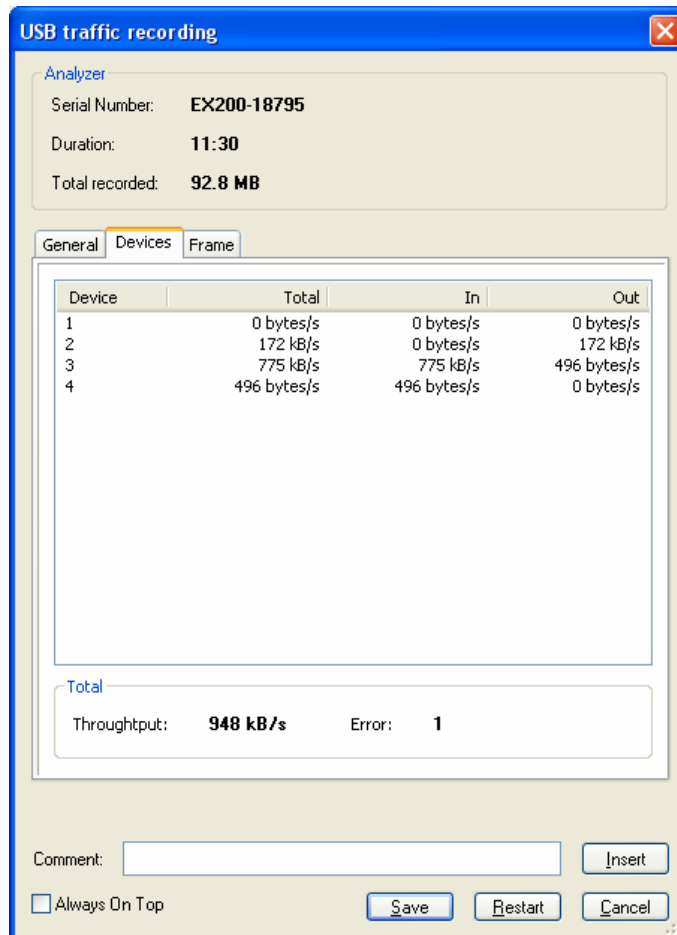 USB traffic recording
Analyzer
Serial Number: EX200-18795
Duration: 11:30
Total recorded: 92.8 MB
General Devices Frame
Device Total In Out
1 0 bytes/s 0 bytes/s 0 bytes/s
2 172 kB/s 0 bytes/s 172 kB/s
3 775 kB/s 775 kB/s 496 bytes/s
4 496 bytes/s 496 bytes/s 0 bytes/s
Total
Throughtput: 948 kB/s Error: 1
Comment: Insert
Always On Top Save Restart Cancel